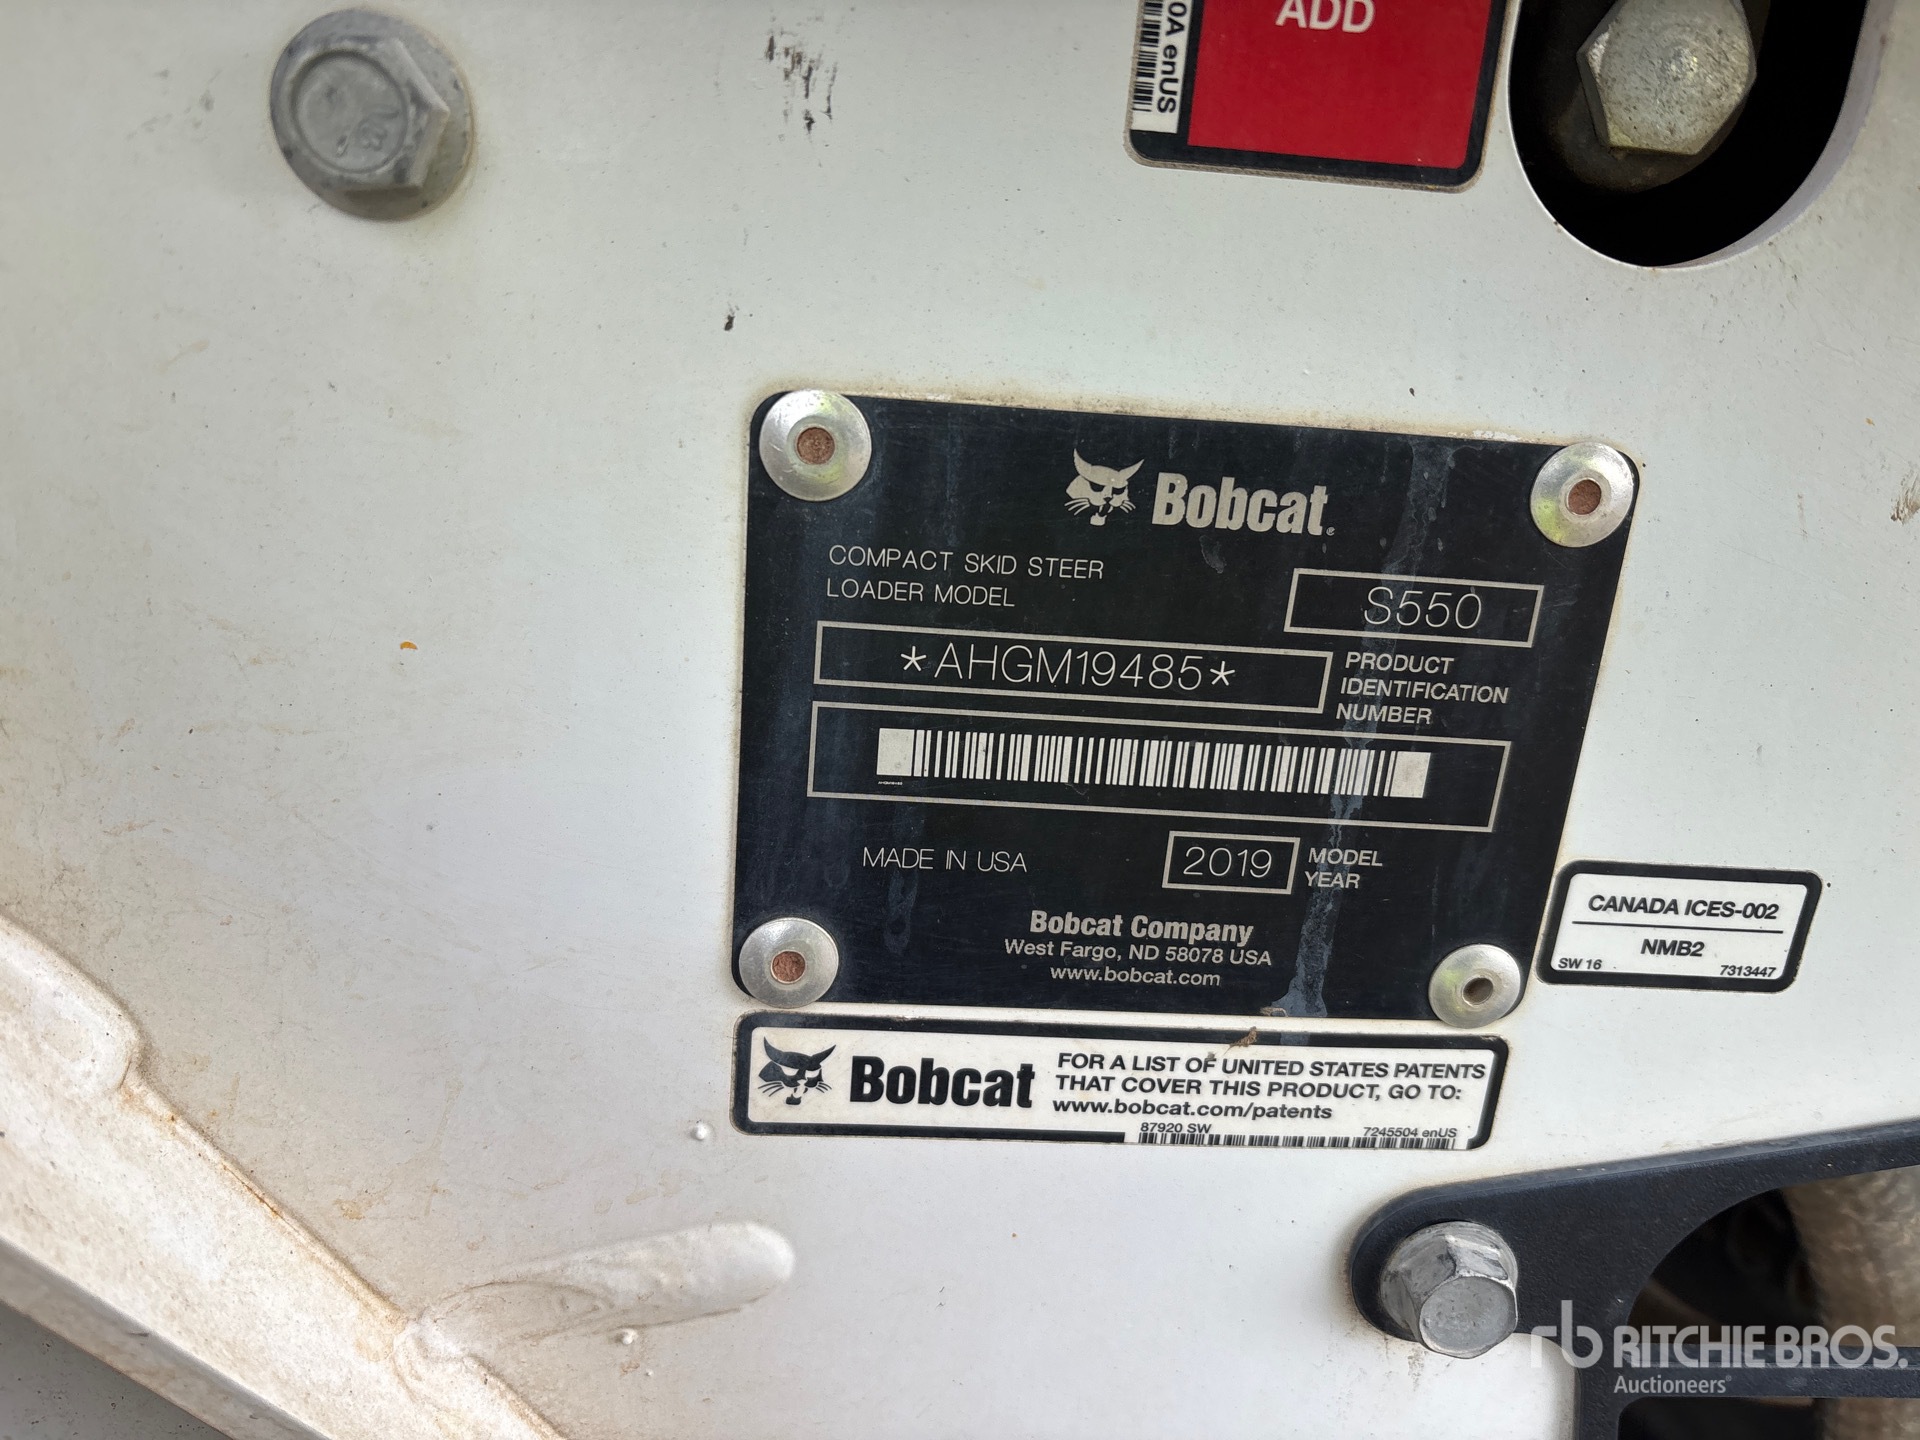 ADD
0A enUS
Bobcat®
COMPACT SKID STEER
LOADER MODEL
S550
*AHGM19485*
PRODUCT
IDENTIFICATION
NUMBER
MADE IN USA
2019
MODEL
YEAR
Bobcat Company
West Fargo, ND 58078 USA
www.bobcat.com
CANADA ICES-002
NMB2
SW 16
7313447
Bobcat
FOR A LIST OF UNITED STATES PATENTS
THAT COVER THIS PRODUCT, GO TO:
www.bobcat.com/patents
87920 SW
7245504 enUS
rb RITCHIE BROS.
Auctioneers